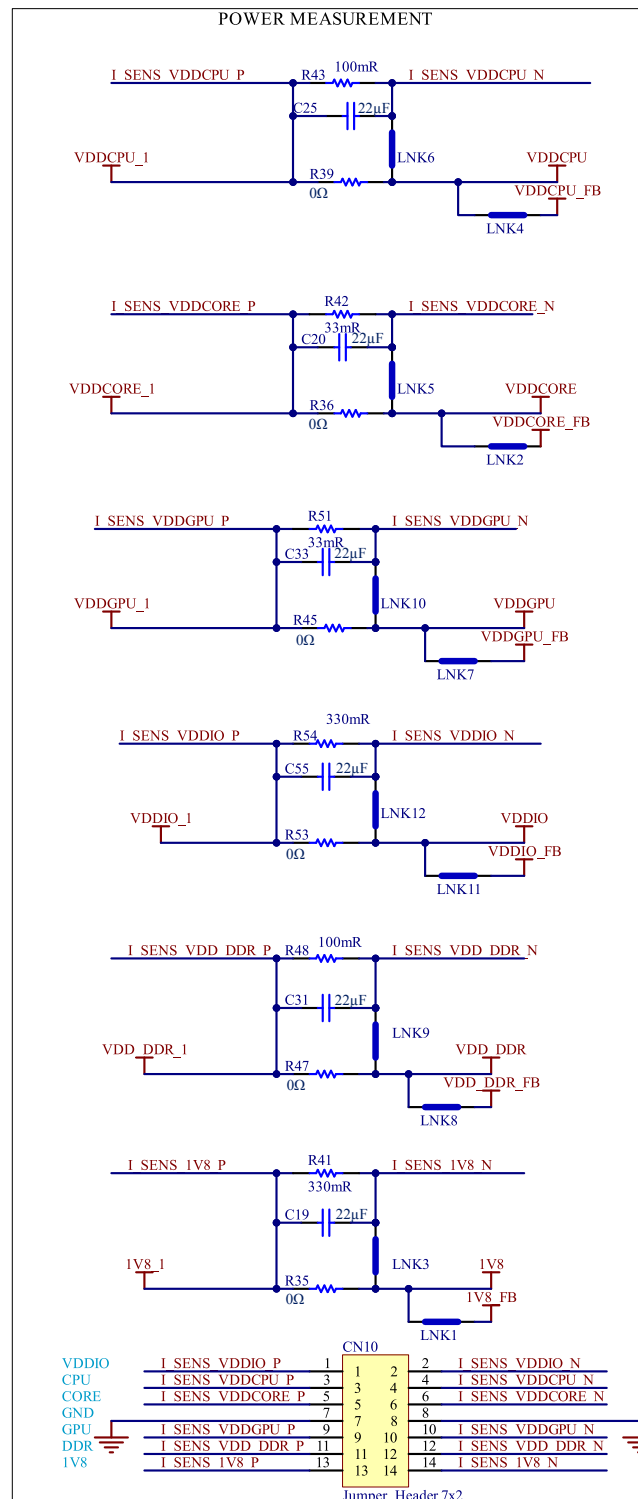 POWER MEASUREMENT
100mR
I_SENS_VDDCPU_P R43 I_SENS_VDDCPU_N
C25 22µF
LNK6
VDDCPU_1 R39 VDDCPU
0Ω VDDCPU_FB
LNK4
R42
I_SENS_VDDCORE_P I_SENS_VDDCORE_N
33mR
C20 22µF
LNK5
VDDCORE_1 R36 VDDCORE
0Ω VDDCORE_FB
LNK2
R51
I_SENS_VDDGPU_P I_SENS_VDDGPU_N
33mR
C33 22µF
LNK10
VDDGPU_1 R45 VDDGPU
0Ω VDDGPU_FB
LNK7
330mR
I_SENS_VDDIO_P R54 I_SENS_VDDIO_N
C55 22µF
LNK12
VDDIO_1 R53 VDDIO
0Ω VDDIO_FB
LNK11
100mR
I_SENS_VDD_DDR_P R48 I_SENS_VDD_DDR_N
C31 22µF
LNK9
VDD_DDR_1 R47 VDD_DDR
0Ω VDD_DDR_FB
LNK8
I_SENS_1V8_P R41 I_SENS_1V8_N
330mR
C19 22µF
LNK3
1V8_1 R35 1V8
0Ω 1V8_FB
LNK1
CN10
VDDIO I_SENS_VDDIO_P 1 1 2 2 I_SENS_VDDIO_N
CPU I_SENS_VDDCPU_P 3 3 4 4 I_SENS_VDDCPU_N
CORE I_SENS_VDDCORE_P 5 5 6 6 I_SENS_VDDCORE_N
GND 7 7 8 8
GPU I_SENS_VDDGPU_P 9 9 10 10 I_SENS_VDDGPU_N
DDR I_SENS_VDD_DDR_P 11 11 12 12 I_SENS_VDD_DDR_N
1V8 I_SENS_1V8_P 13 13 14 14 I_SENS_1V8_N
Jumper_Header 7x2